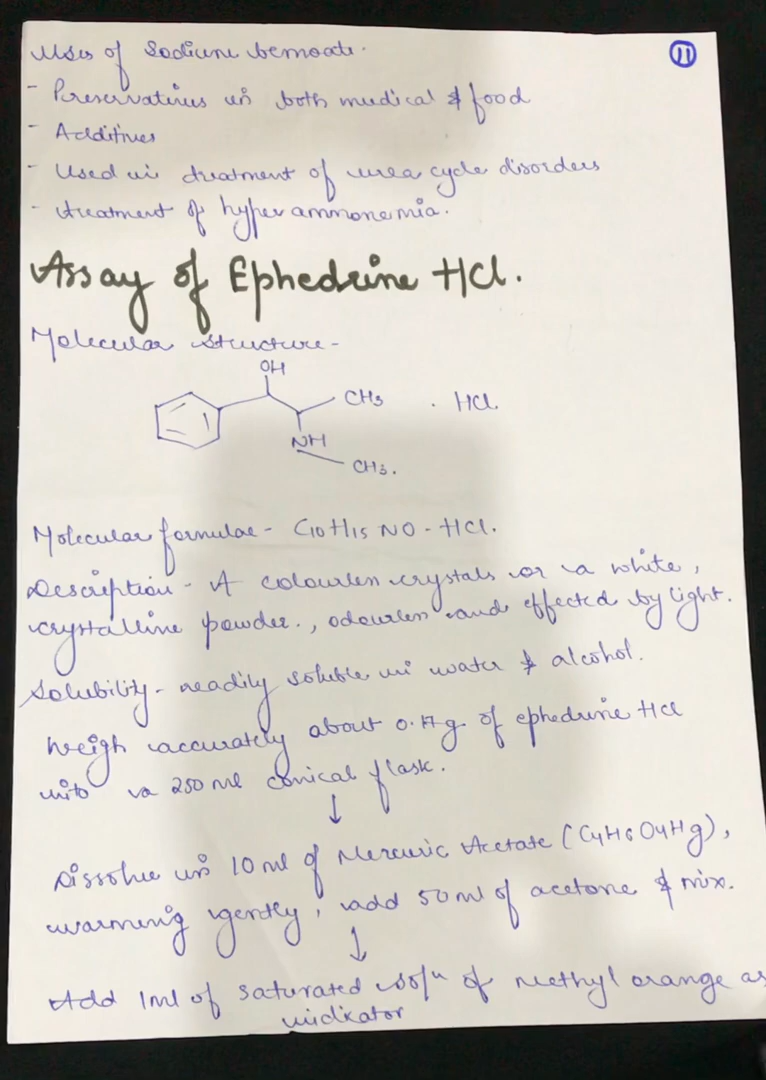 Uses of Sodium benzoate.
11
- Preservatives in both medical & food
- Additives
- Used in treatment of urea cycle disorders
- treatment of hyper ammonemia.
Assay of Ephedrine HCl.
Molecular structure -
OH
CH3 . HCl.
NH
CH3.
Molecular formulae - C10H15 NO - HCl.
Description - A colourless crystals or a white,
crystalline powder., odourless and effected by light.
Solubility - readily soluble in water & alcohol.
Weigh accurately about g of ephedrine HCl
into a 250 ml conical flask.
↓
Dissolve in 10 ml of Mercuric Acetate (C4H6O4Hg),
warming gently, add 50 ml of acetone & mix.
↓
Add 1ml of saturated solⁿ of methyl orange as
indicator